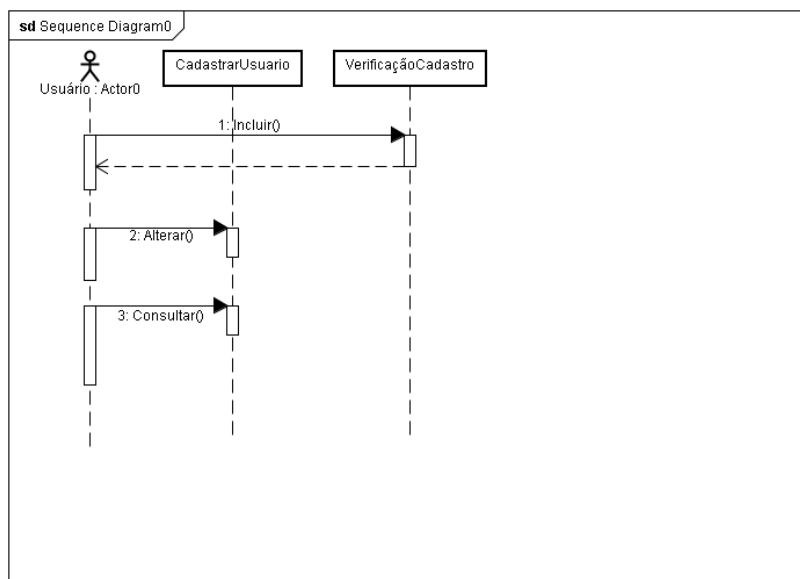 sd Sequence Diagram0
CadastrarUsuario
VerificaçãoCadastro
Usuário : Actor0
1: Incluir()
2: Alterar()
3: Consultar()